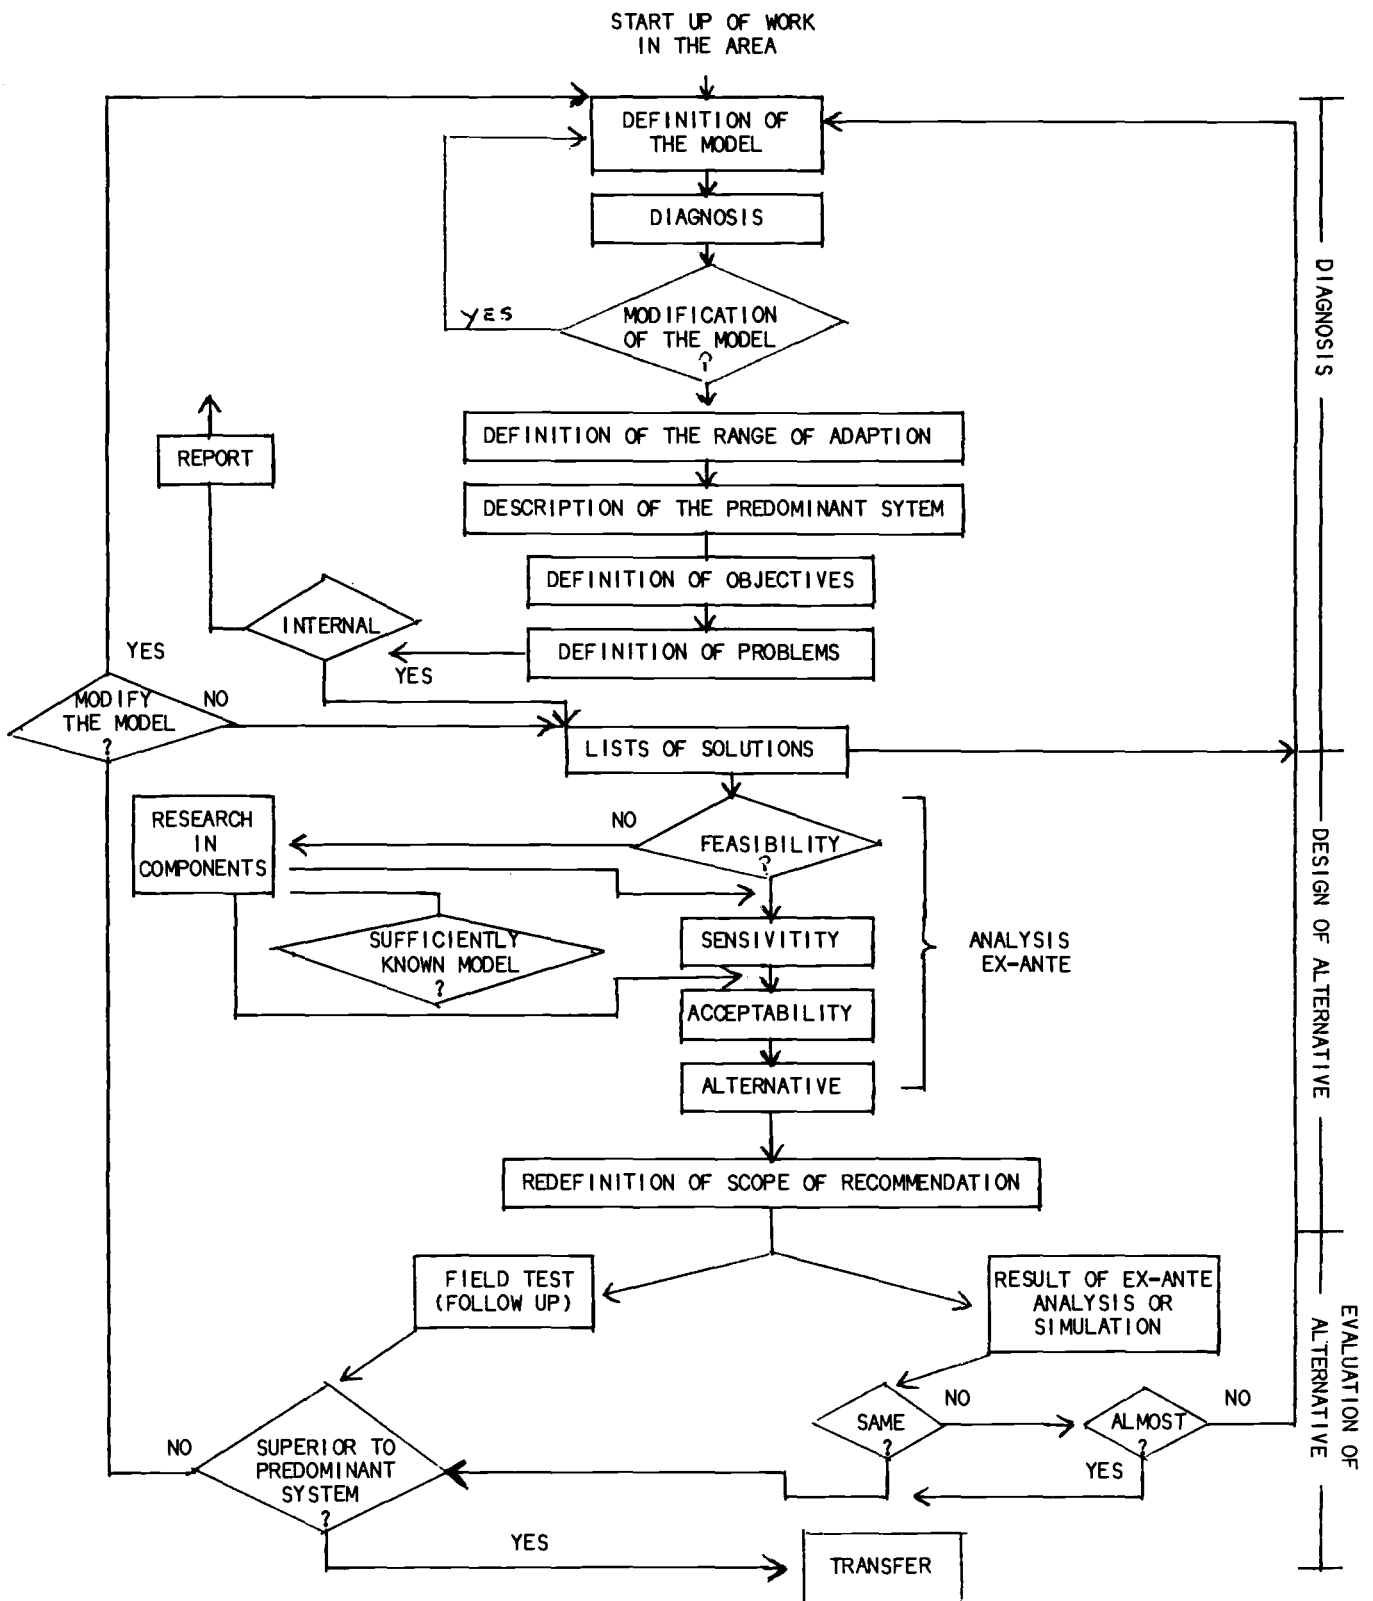 START UP OF WORK
IN THE AREA
DEFINITION OF
THE MODEL
DIAGNOSIS
MODIFICATION
OF THE MODEL
?
YES
DEFINITION OF THE RANGE OF ADAPTION
REPORT
DESCRIPTION OF THE PREDOMINANT SYTEM
DEFINITION OF OBJECTIVES
INTERNAL
DEFINITION OF PROBLEMS
YES
YES
MODIFY
THE MODEL
?
NO
LISTS OF SOLUTIONS
RESEARCH
IN
COMPONENTS
NO
FEASIBILITY
?
SUFFICIENTLY
KNOWN MODEL
?
SENSIVITITY
ANALYSIS
EX-ANTE
ACCEPTABILITY
ALTERNATIVE
REDEFINITION OF SCOPE OF RECOMMENDATION
FIELD TEST
(FOLLOW UP)
RESULT OF EX-ANTE
ANALYSIS OR
SIMULATION
SAME
?
NO
ALMOST
?
NO
YES
NO
SUPERIOR TO
PREDOMINANT
SYSTEM
?
YES
TRANSFER
DIAGNOSIS
DESIGN OF ALTERNATIVE
EVALUATION OF
ALTERNATIVE